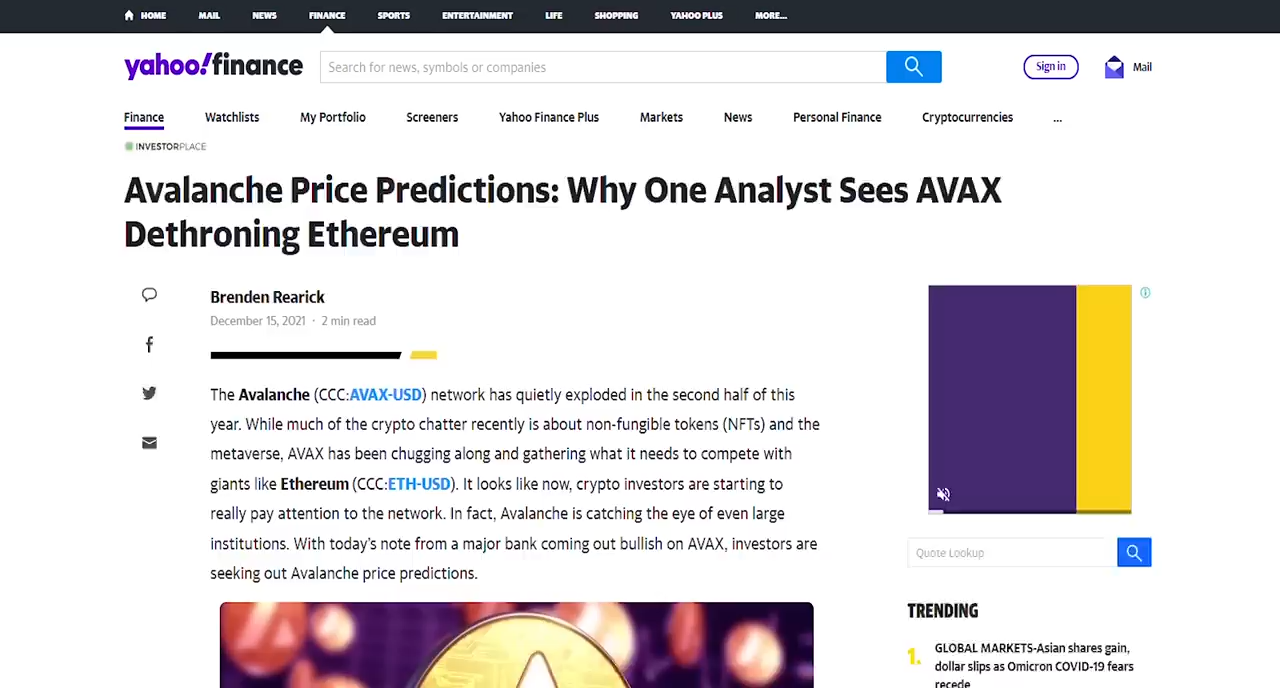 HOME MAIL NEWS FINANCE SPORTS ENTERTAINMENT LIFE SHOPPING YAHOO PLUS MORE...
yahoo!finance
Search for news, symbols or companies
Sign in
Mail
Finance Watchlists My Portfolio Screeners Yahoo Finance Plus Markets News Personal Finance Cryptocurrencies ...
INVESTORPLACE
Avalanche Price Predictions: Why One Analyst Sees AVAX
Dethroning Ethereum
Brenden Rearick
December 15, 2021 · 2 min read
The Avalanche (CCC:AVAX-USD) network has quietly exploded in the second half of this
year. While much of the crypto chatter recently is about non-fungible tokens (NFTs) and the
metaverse, AVAX has been chugging along and gathering what it needs to compete with
giants like Ethereum (CCC:ETH-USD). It looks like now, crypto investors are starting to
really pay attention to the network. In fact, Avalanche is catching the eye of even large
institutions. With today's note from a major bank coming out bullish on AVAX, investors are
seeking out Avalanche price predictions.
Quote Lookup
TRENDING
1. GLOBAL MARKETS-Asian shares gain,
dollar slips as Omicron COVID-19 fears
recede